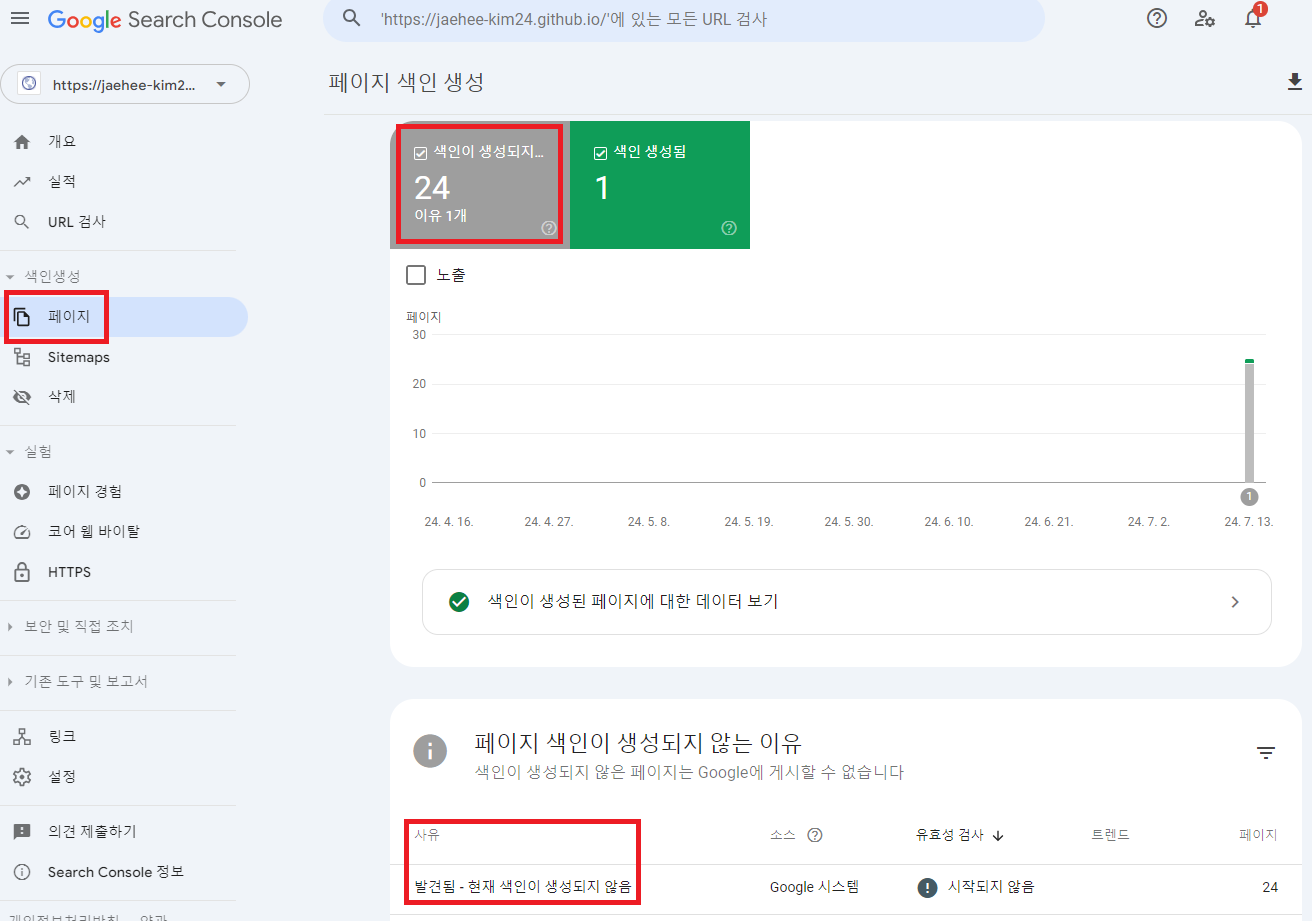 Google Search Console
'https://jaehee-kim24.github.io/'에 있는 모든 URL 검사
1
https://jaehee-kim2...
페이지 색인 생성
개요
실적
URL 검사
색인생성
페이지
Sitemaps
삭제
실험
페이지 경험
코어 웹 바이탈
HTTPS
보안 및 직접 조치
기존 도구 및 보고서
링크
설정
의견 제출하기
Search Console 정보
개인정보처리방침 약관
색인이 생성되지...
24
이유 1개
색인 생성됨
1
노출
페이지
30
20
10
0
1
24. 4. 16. 24. 4. 27. 24. 5. 8. 24. 5. 19. 24. 5. 30. 24. 6. 10. 24. 6. 21. 24. 7. 2. 24. 7. 13.
색인이 생성된 페이지에 대한 데이터 보기
페이지 색인이 생성되지 않는 이유
색인이 생성되지 않은 페이지는 Google에 게시할 수 없습니다
사유 소스 유효성 검사 트렌드 페이지
발견됨 - 현재 색인이 생성되지 않음 Google 시스템 시작되지 않음 24